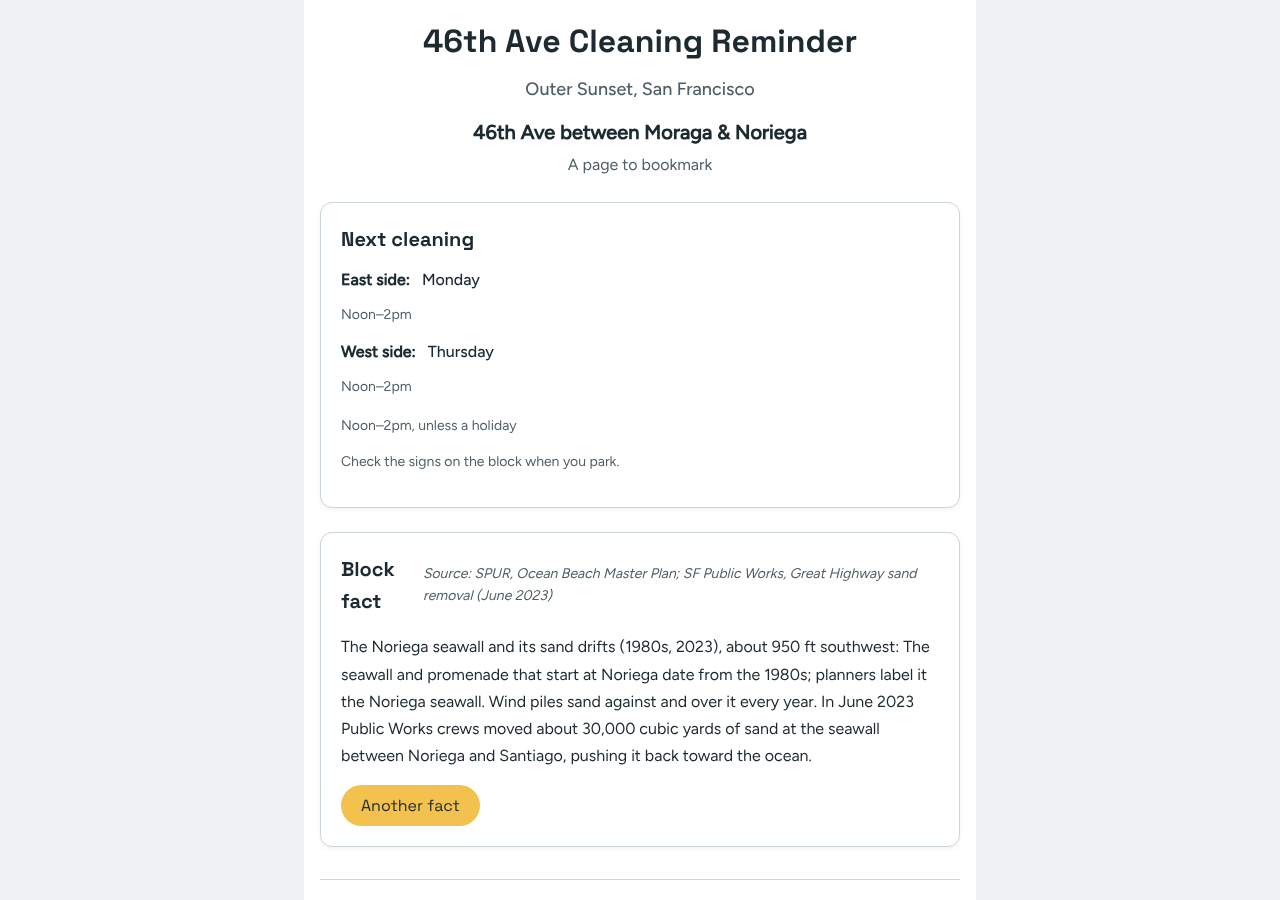 46th Ave Cleaning Reminder
Outer Sunset, San Francisco
46th Ave between Moraga & Noriega
A page to bookmark
Next cleaning
East side: Monday
Noon–2pm
West side: Thursday
Noon–2pm
Noon–2pm, unless a holiday
Check the signs on the block when you park.
Block
fact
Source: SPUR, Ocean Beach Master Plan; SF Public Works, Great Highway sand
removal (June 2023)
The Noriega seawall and its sand drifts (1980s, 2023), about 950 ft southwest: The
seawall and promenade that start at Noriega date from the 1980s; planners label it
the Noriega seawall. Wind piles sand against and over it every year. In June 2023
Public Works crews moved about 30,000 cubic yards of sand at the seawall
between Noriega and Santiago, pushing it back toward the ocean.
Another fact